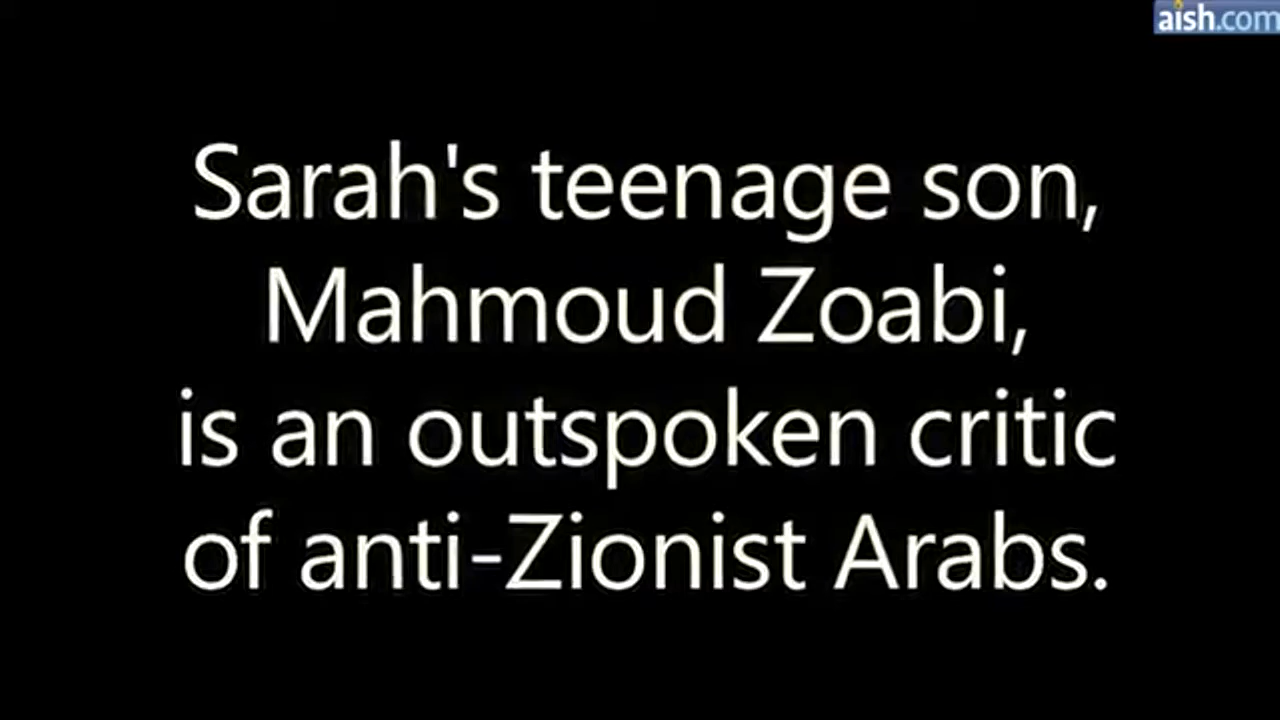 aish.com
Sarah's teenage son,
Mahmoud Zoabi,
is an outspoken critic
of anti-Zionist Arabs.